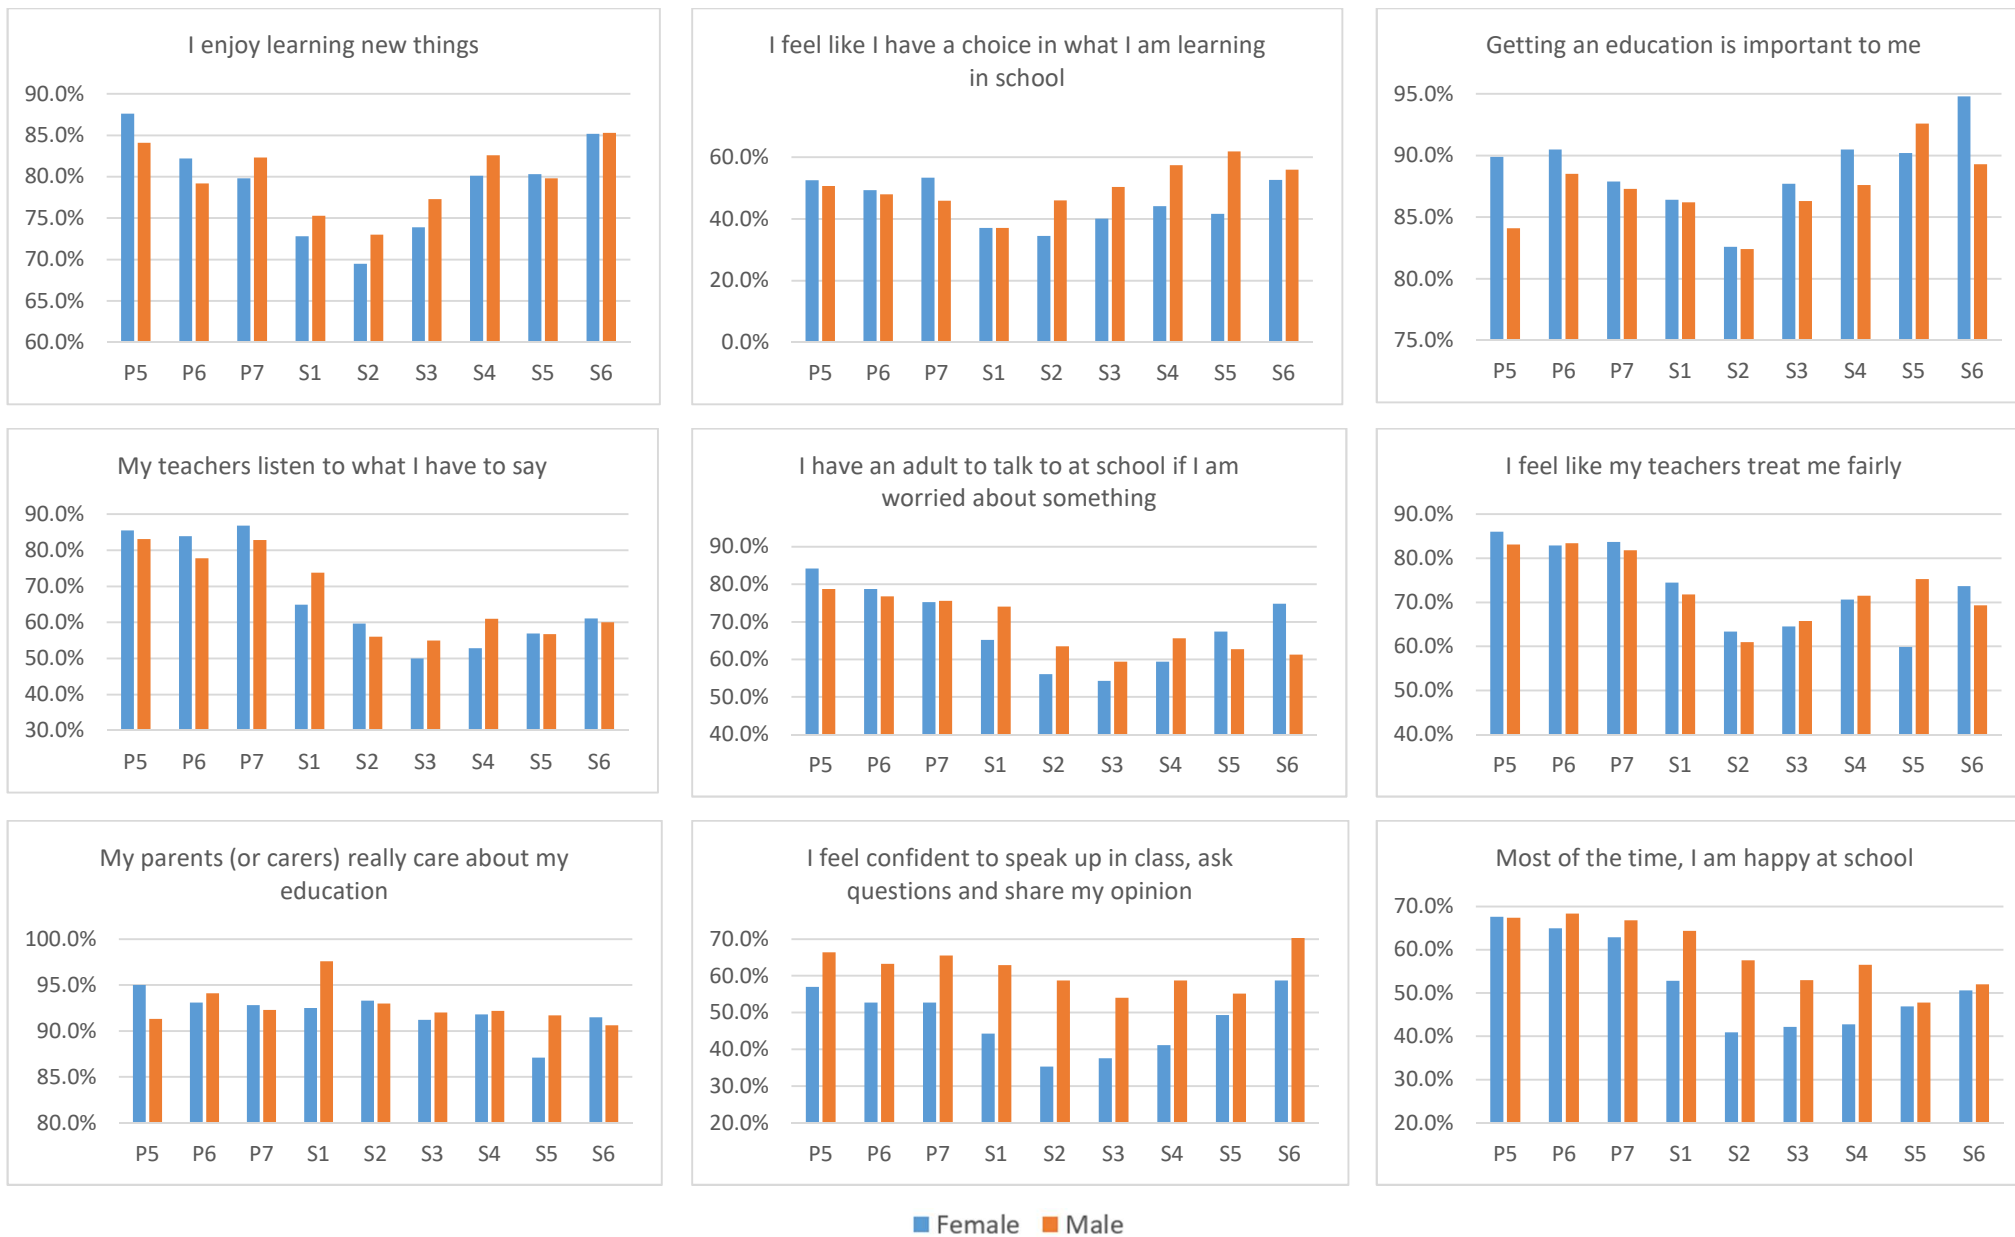 I enjoy learning new things
90.0%
85.0%
80.0%
75.0%
70.0%
65.0%
60.0%
P5 P6 P7 S1 S2 S3 S4 S5 S6
I feel like I have a choice in what I am learning
in school
60.0%
40.0%
20.0%
0.0%
P5 P6 P7 S1 S2 S3 S4 S5 S6
Getting an education is important to me
95.0%
90.0%
85.0%
80.0%
75.0%
P5 P6 P7 S1 S2 S3 S4 S5 S6
My teachers listen to what I have to say
90.0%
80.0%
70.0%
60.0%
50.0%
40.0%
30.0%
P5 P6 P7 S1 S2 S3 S4 S5 S6
I have an adult to talk to at school if I am
worried about something
90.0%
80.0%
70.0%
60.0%
50.0%
40.0%
P5 P6 P7 S1 S2 S3 S4 S5 S6
I feel like my teachers treat me fairly
90.0%
80.0%
70.0%
60.0%
50.0%
40.0%
P5 P6 P7 S1 S2 S3 S4 S5 S6
My parents (or carers) really care about my
education
100.0%
95.0%
90.0%
85.0%
80.0%
P5 P6 P7 S1 S2 S3 S4 S5 S6
I feel confident to speak up in class, ask
questions and share my opinion
70.0%
60.0%
50.0%
40.0%
30.0%
20.0%
P5 P6 P7 S1 S2 S3 S4 S5 S6
Most of the time, I am happy at school
70.0%
60.0%
50.0%
40.0%
30.0%
20.0%
P5 P6 P7 S1 S2 S3 S4 S5 S6
Female Male